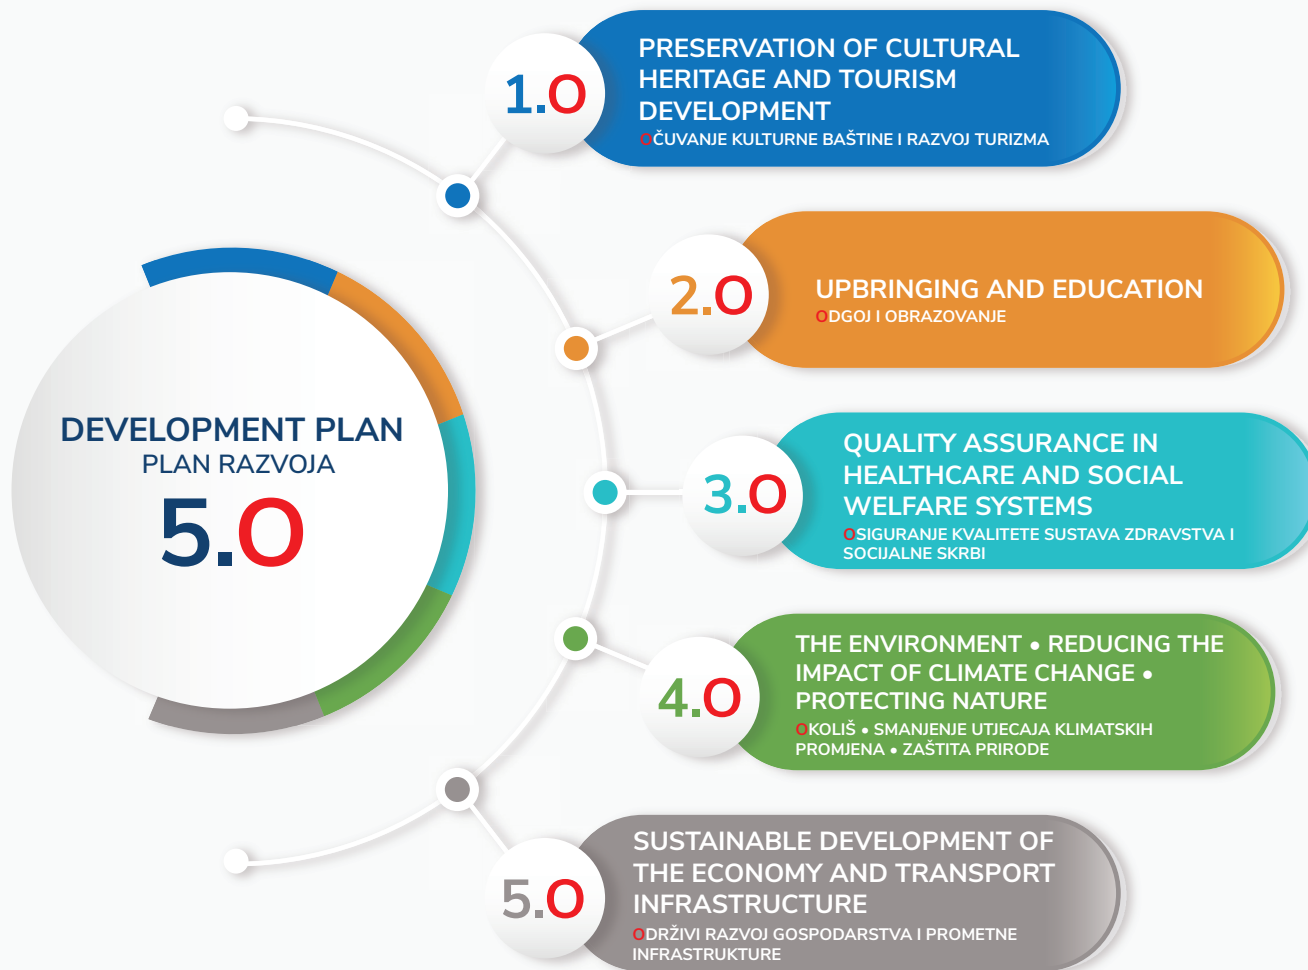 DEVELOPMENT PLAN
PLAN RAZVOJA
5.O
1.O
PRESERVATION OF CULTURAL
HERITAGE AND TOURISM
DEVELOPMENT
OČUVANJE KULTURNE BAŠTINE I RAZVOJ TURIZMA
2.O
UPBRINGING AND EDUCATION
ODGOJ I OBRAZOVANJE
3.O
QUALITY ASSURANCE IN
HEALTHCARE AND SOCIAL
WELFARE SYSTEMS
OSIGURANJE KVALITETE SUSTAVA ZDRAVSTVA I
SOCIJALNE SKRBI
4.O
THE ENVIRONMENT • REDUCING THE
IMPACT OF CLIMATE CHANGE •
PROTECTING NATURE
OKOLIŠ • SMANJENJE UTJECAJA KLIMATSKIH
PROMJENA • ZAŠTITA PRIRODE
5.O
SUSTAINABLE DEVELOPMENT OF
THE ECONOMY AND TRANSPORT
INFRASTRUCTURE
ODRŽIVI RAZVOJ GOSPODARSTVA I PROMETNE
INFRASTRUKTURE